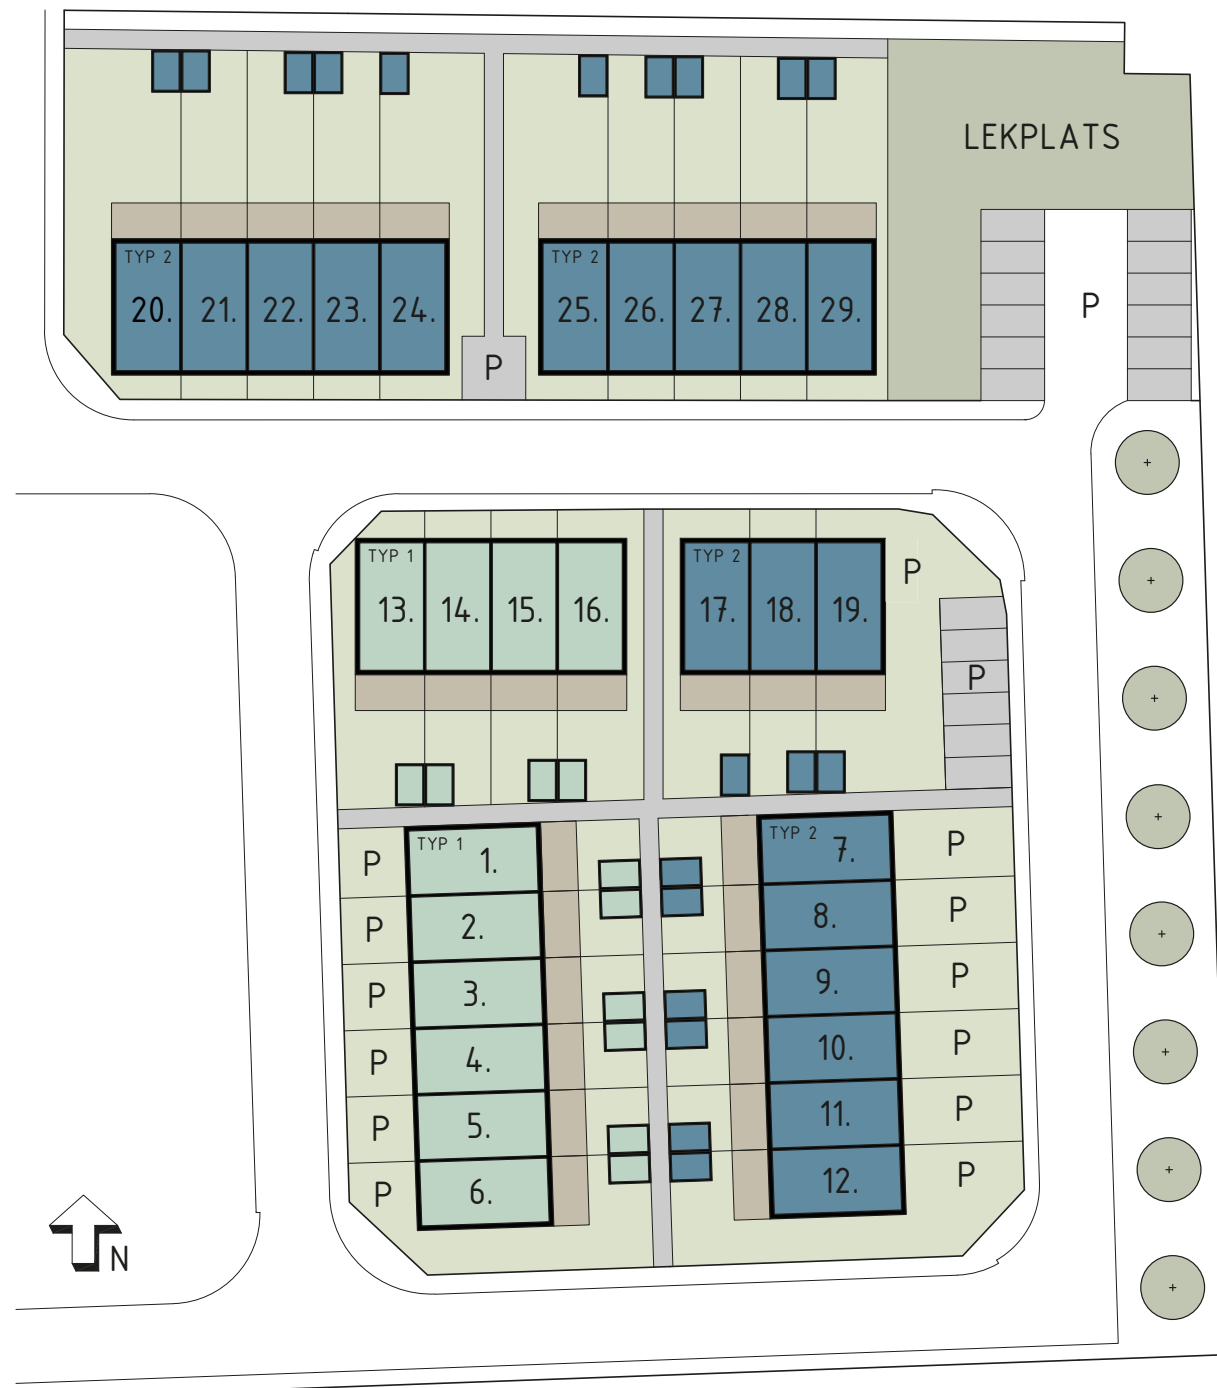 LEKPLATS
TYP 2
20. 21. 22. 23. 24.
TYP 2
25. 26. 27. 28. 29.
P
P
TYP 1
13. 14. 15. 16.
TYP 2
17. 18. 19.
P
P
TYP 1
P 1.
P 2.
P 3.
P 4.
P 5.
P 6.
TYP 2
7. P
8. P
9. P
10. P
11. P
12. P
N